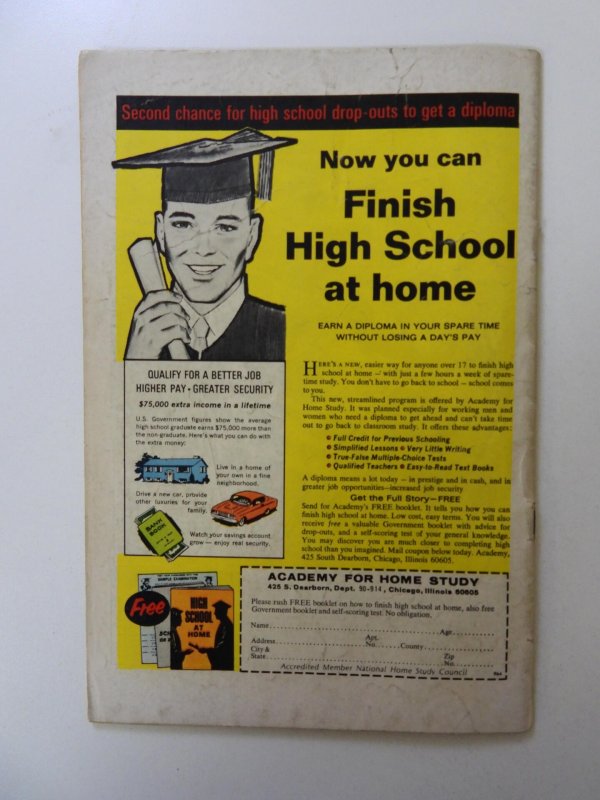 Second chance for high school drop-outs to get a diploma
Now you can
Finish
High School
at home
EARN A DIPLOMA IN YOUR SPARE TIME
WITHOUT LOSING A DAY'S PAY
QUALIFY FOR A BETTER JOB
HIGHER PAY • GREATER SECURITY
$75,000 extra income in a lifetime
U.S. Government figures show the average
high school graduate earns $75,000 more than
the non-graduate. Here's what you can do with
the extra money:
Live in a home of
your own in a fine
neighborhood.
Drive a new car, provide
other luxuries for your
family.
BANK
BOOK
Watch your savings account
grow — enjoy real security.
HERE'S A NEW, easier way for anyone over 17 to finish high
school at home — with just a few hours a week of spare-
time study. You don't have to go back to school — school comes
to you.
This new, streamlined program is offered by Academy for
Home Study. It was planned especially for working men and
women who need a diploma to get ahead and can't take time
out to go back to classroom study. It offers these advantages:
• Full Credit for Previous Schooling
• Simplified Lessons • Very Little Writing
• True-False Multiple-Choice Tests
• Qualified Teachers • Easy-to-Read Text Books
A diploma means a lot today — in prestige and in cash, and in
greater job opportunities—increased job security.
Get the Full Story—FREE
Send for Academy's FREE booklet. It tells you how you can
finish high school at home. Low cost, easy terms. You will also
receive free a valuable Government booklet with advice for
drop-outs, and a self-scoring test of your general knowledge.
You may discover you are much closer to completing high
school than you imagined. Mail coupon below today. Academy,
425 South Dearborn, Chicago, Illinois 60605.
Free
SAMPLE EXAMINATION
HIGH
SCHOOL
AT
HOME
ACADEMY FOR HOME STUDY
425 S. Dearborn, Dept. 90-914, Chicago, Illinois 60605
Please rush FREE booklet on how to finish high school at home, also free
Government booklet and self-scoring test. No obligation.
Name Age
Address Apt. No. County
City &
State Zip No.
Accredited Member National Home Study Council